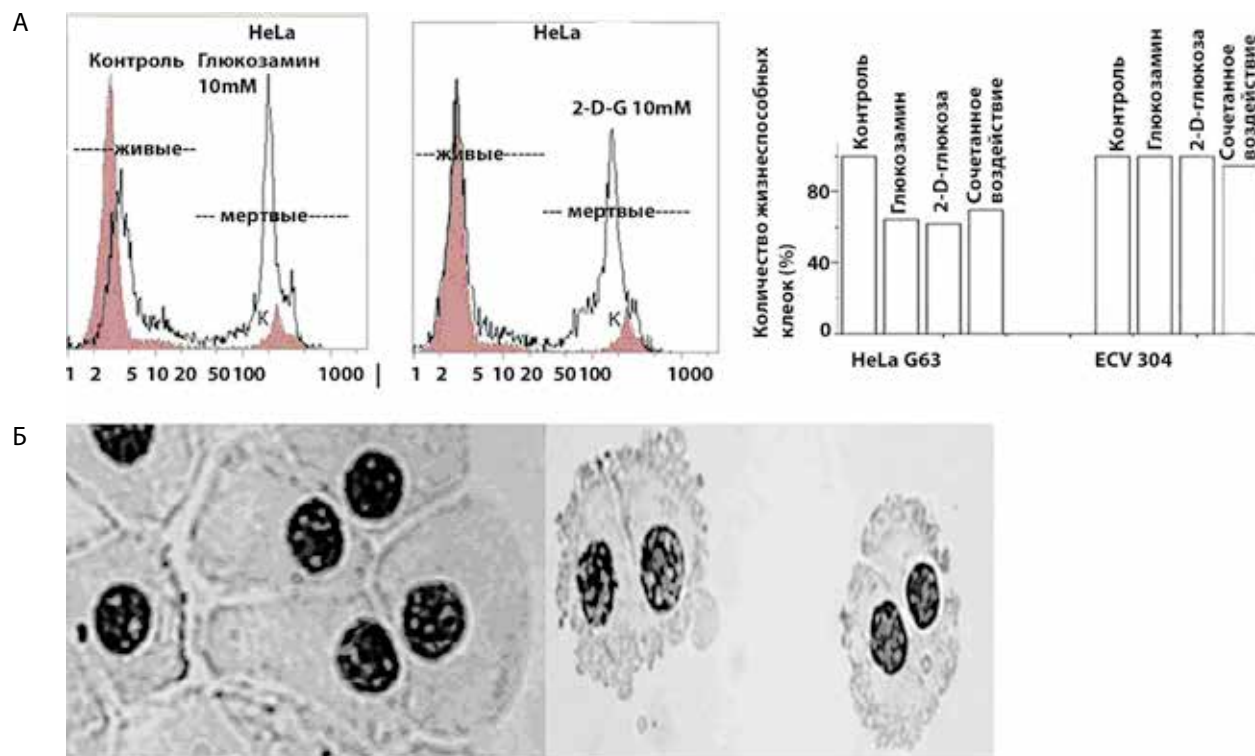 А
HeLa
Контроль Глюкозамин
10mM
живые
мертвые
К
1 2 5 10 20 50 100 1000
HeLa
2-D-G 10mM
живые
мертвые
К
1 2 5 10 20 50 100 1000
Количество жизнеспособных
клеок (%)
80
40
0
Контроль
Глюкозамин
2-D-глюкоза
Сочетанное
воздействие
HeLa G63
Контроль
Глюкозамин
2-D-глюкоза
Сочетанное
воздействие
ECV 304
Б